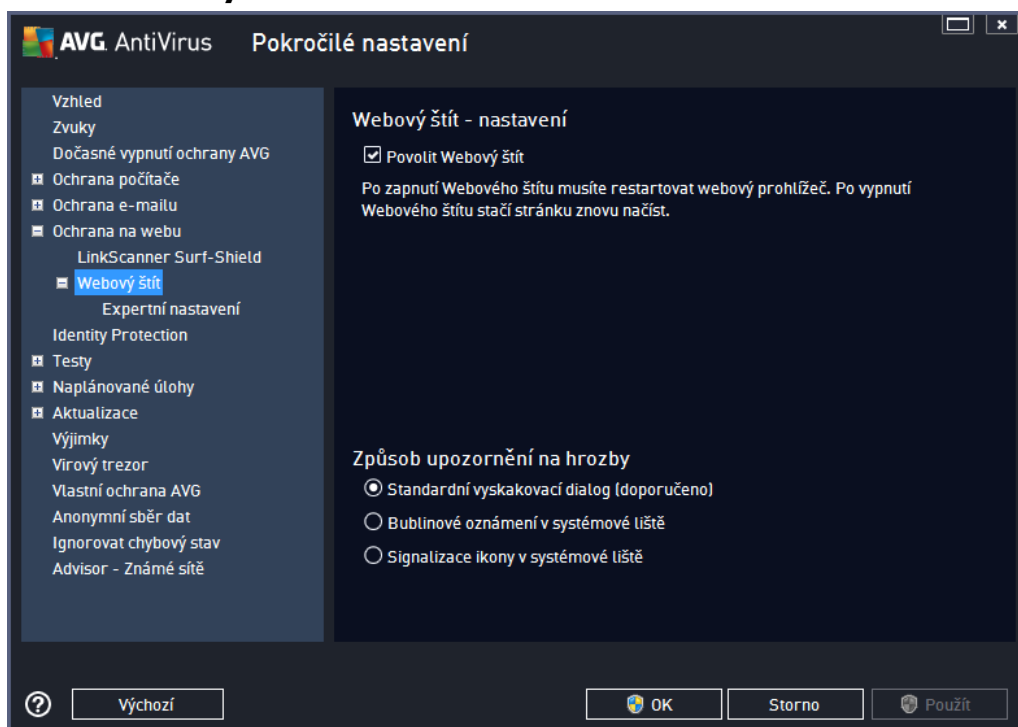 AVG AntiVirus Pokročilé nastavení
Vzhled
Zvuky
Dočasné vypnutí ochrany AVG
Ochrana počítače
Ochrana e-mailu
Ochrana na webu
LinkScanner Surf-Shield
Webový štít
Expertní nastavení
Identity Protection
Testy
Naplánované úlohy
Aktualizace
Výjimky
Virový trezor
Vlastní ochrana AVG
Anonymní sběr dat
Ignorovat chybový stav
Advisor - Známé sítě
Webový štít - nastavení
Povolit Webový štít
Po zapnutí Webového štítu musíte restartovat webový prohlížeč. Po vypnutí
Webového štítu stačí stránku znovu načíst.
Způsob upozornění na hrozby
Standardní vyskakovací dialog (doporučeno)
Bublinové oznámení v systémové liště
Signalizace ikony v systémové liště
Výchozí
OK
Storno
Použít